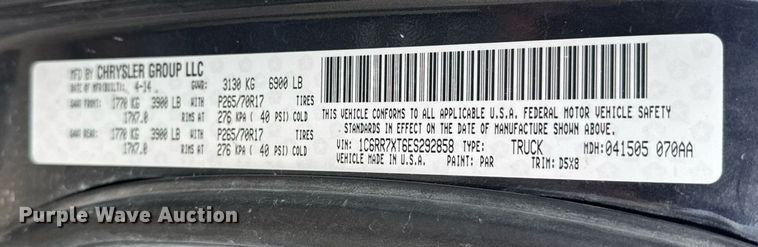 MFD BY CHRYSLER GROUP LLC
DATE OF MFR(BUILT): 4-14 GVWR: 3130 KG 6900 LB
GAWR FRONT: 1770 KG 3900 LB WITH P265/70R17 TIRES
17X7.0 RIMS AT 276 KPA ( 40 PSI) COLD
GAWR REAR: 1770 KG 3900 LB WITH P265/70R17 TIRES
17X7.0 RIMS AT 276 KPA ( 40 PSI) COLD
THIS VEHICLE CONFORMS TO ALL APPLICABLE U.S.A. FEDERAL MOTOR VEHICLE SAFETY
STANDARDS IN EFFECT ON THE DATE OF MANUFACTURE SHOWN ABOVE.
VIN: 1C6RR7XT6ES292858 TYPE: TRUCK MDH: 041505 070AA
MADE IN U.S.A. PAINT: PAR TRIM: D5X8
Purple Wave Auction
Purple Wave Auction